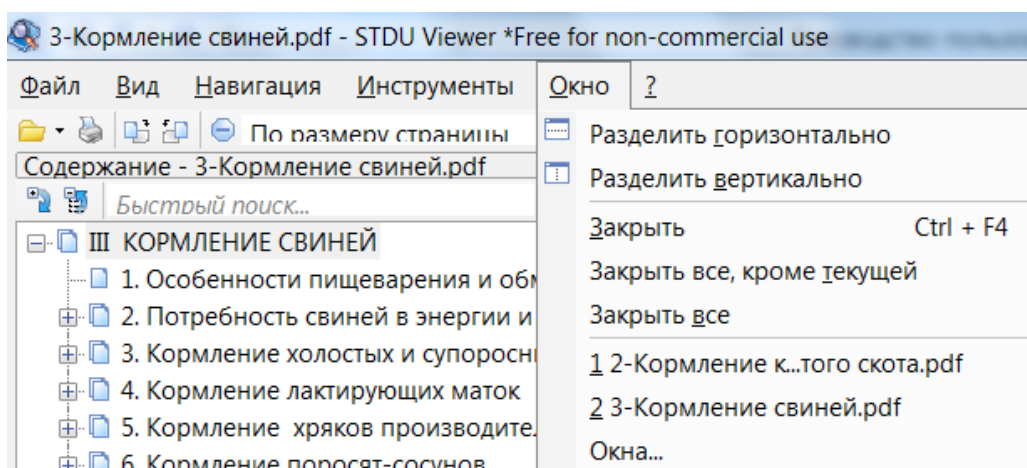 3-Кормление свиней.pdf - STDU Viewer *Free for non-commercial use
Файл Вид Навигация Инструменты Окно ?
По размеру страницы
Содержание - 3-Кормление свиней.pdf
Быстрый поиск...
III КОРМЛЕНИЕ СВИНЕЙ
1. Особенности пищеварения и об
2. Потребность свиней в энергии и
3. Кормление холостых и супоросн
4. Кормление лактирующих маток
5. Кормление хряков производите
6. Кормление поросят-сосунов
Разделить горизонтально
Разделить вертикально
Закрыть Ctrl + F4
Закрыть все, кроме текущей
Закрыть все
1 2-Кормление к...того скота.pdf
2 3-Кормление свиней.pdf
Окна...